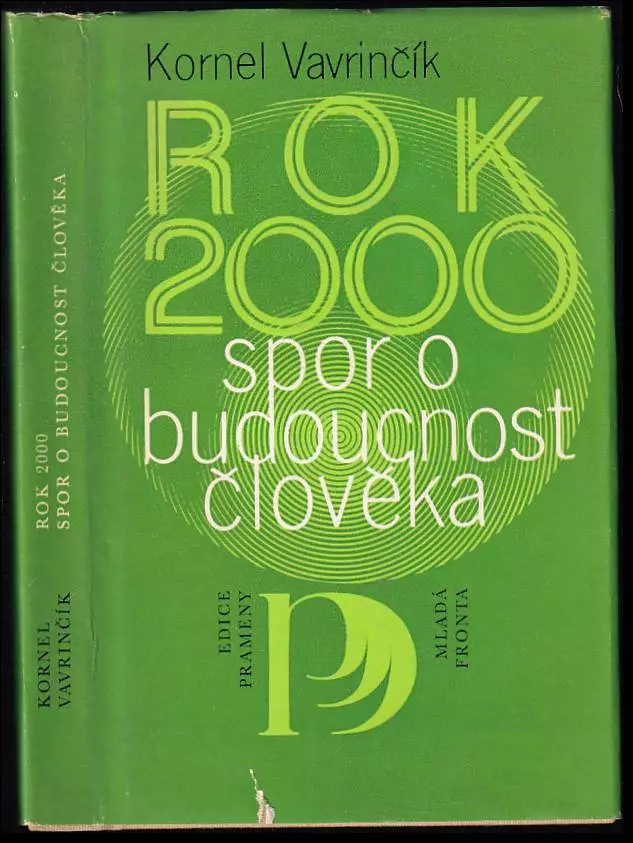 Kornel Vavrinčík
ROK
2000
spor o
budoucnost
člověka
EDICE
PRAMENY
P
MLADÁ
FRONTA
KORNEL
VAVRINČÍK
ROK 2000
SPOR O BUDOUCNOST ČLOVĚKA